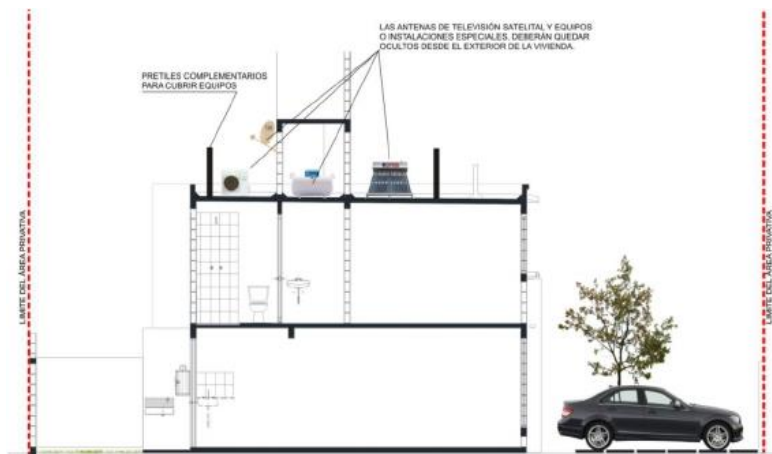 LAS ANTENAS DE TELEVISIÓN SATELITAL Y EQUIPOS
O INSTALACIONES ESPECIALES. DEBERÁN QUEDAR
OCULTOS DESDE EL EXTERIOR DE LA VIVIENDA.
PRETILES COMPLEMENTARIOS
PARA CUBRIR EQUIPOS
LIMITE DEL ÁREA PRIVATIVA
LIMITE DEL ÁREA PRIVATIVA